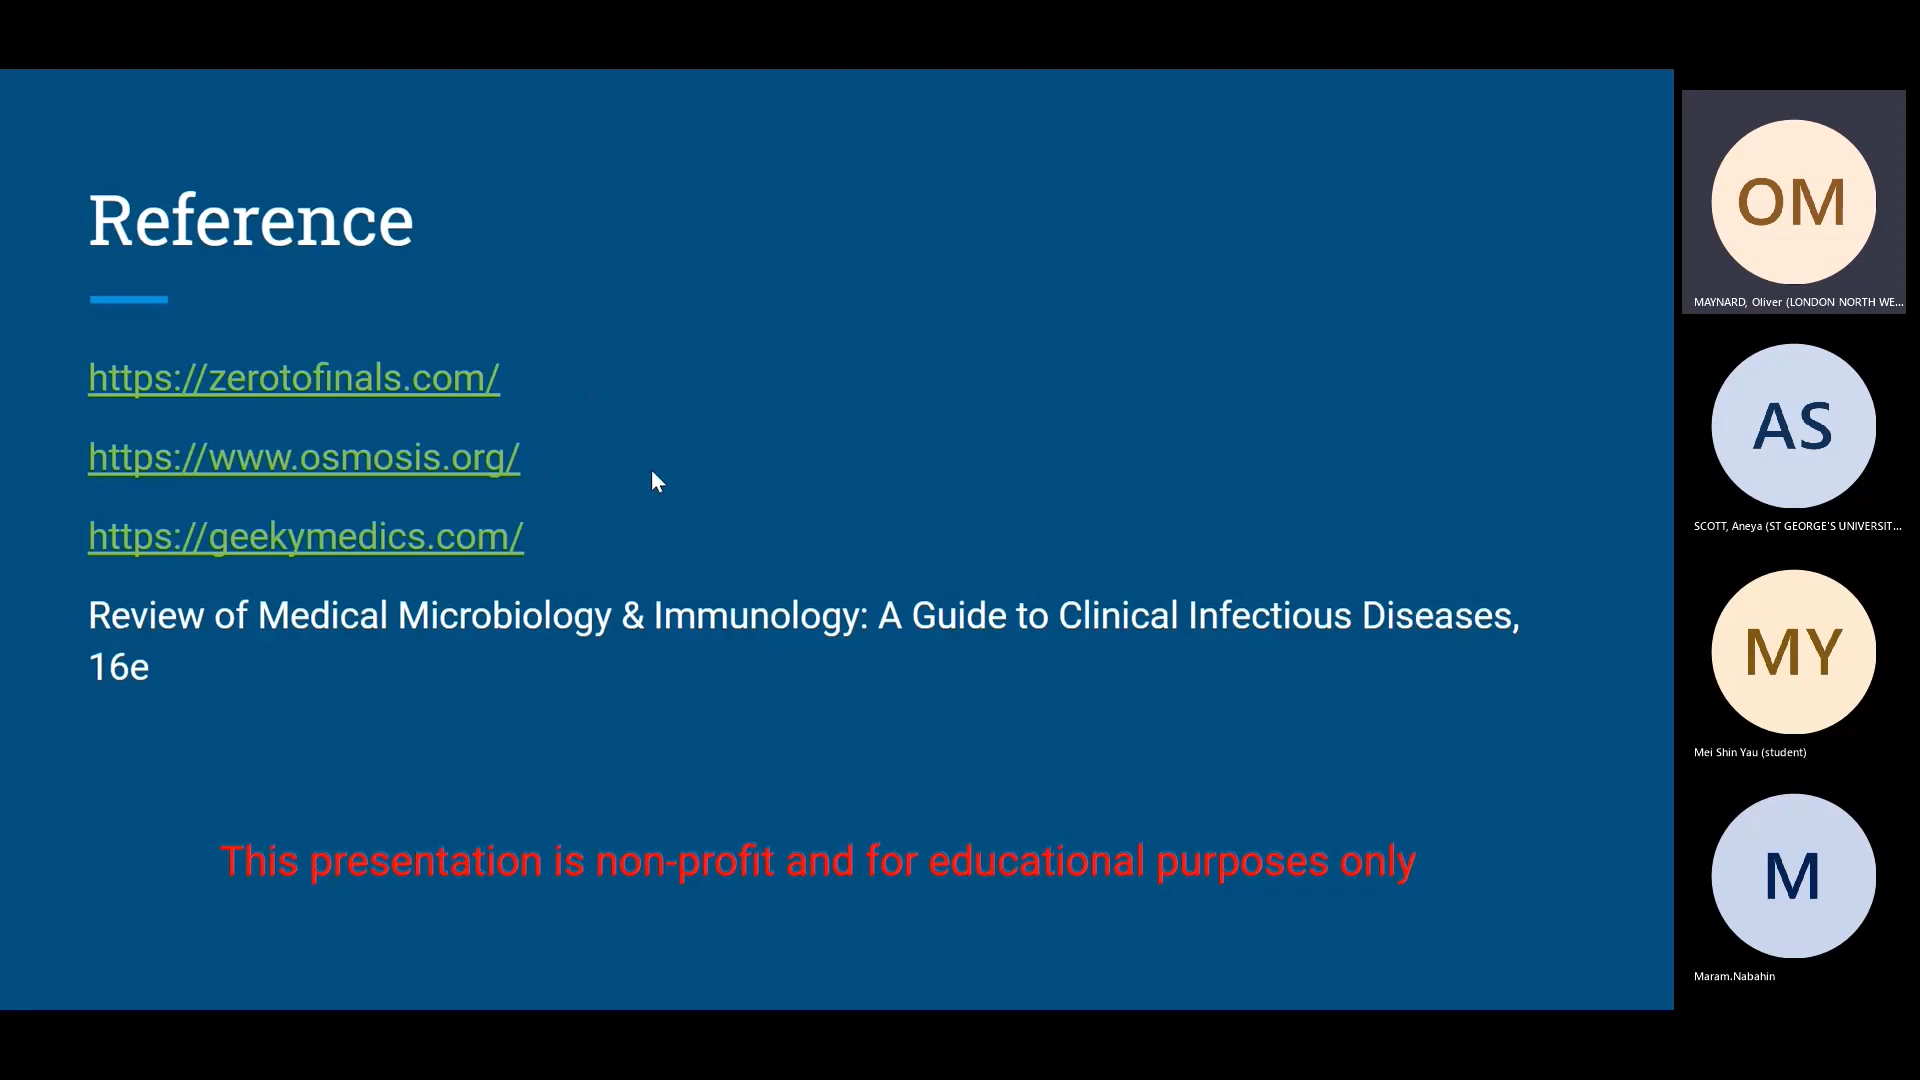 Reference
https://zerotofinals.com/
https://www.osmosis.org/
https://geekymedics.com/
Review of Medical Microbiology & Immunology: A Guide to Clinical Infectious Diseases,
16e
This presentation is non-profit and for educational purposes only
OM
MAYNARD, Oliver (LONDON NORTH WE...
AS
SCOTT, Aneya (ST GEORGE'S UNIVERSIT...
MY
Mei Shin Yau (student)
M
Maram.Nabahin